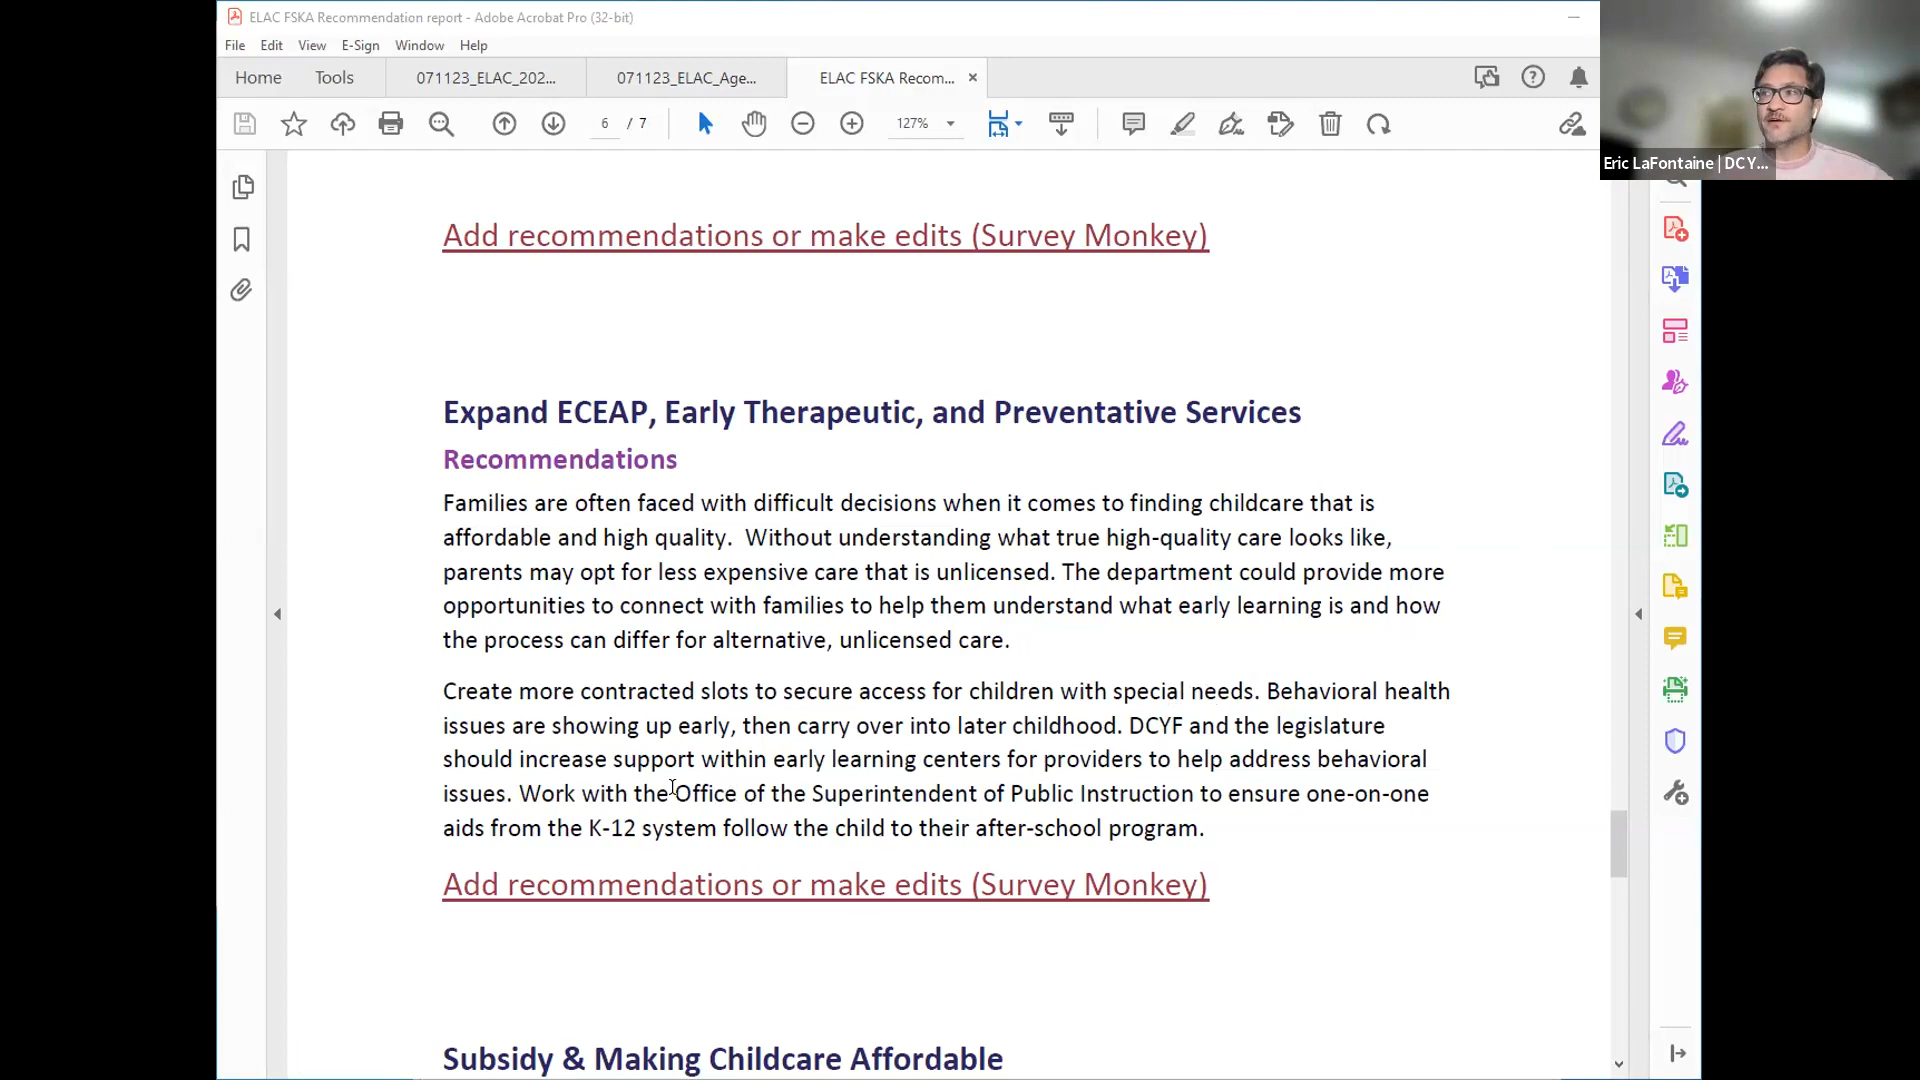 ELAC FSKA Recommendation report - Adobe Acrobat Pro (32-bit)
File Edit View E-Sign Window Help
Home Tools 071123_ELAC_202... 071123_ELAC_Age... ELAC FSKA Recom... ×
6 / 7 127%
Eric LaFontaine | DCY...
Add recommendations or make edits (Survey Monkey)
Expand ECEAP, Early Therapeutic, and Preventative Services
Recommendations
Families are often faced with difficult decisions when it comes to finding childcare that is
affordable and high quality.  Without understanding what true high-quality care looks like,
parents may opt for less expensive care that is unlicensed. The department could provide more
opportunities to connect with families to help them understand what early learning is and how
the process can differ for alternative, unlicensed care.
Create more contracted slots to secure access for children with special needs. Behavioral health
issues are showing up early, then carry over into later childhood. DCYF and the legislature
should increase support within early learning centers for providers to help address behavioral
issues. Work with the Office of the Superintendent of Public Instruction to ensure one-on-one
aids from the K-12 system follow the child to their after-school program.
Add recommendations or make edits (Survey Monkey)
Subsidy & Making Childcare Affordable